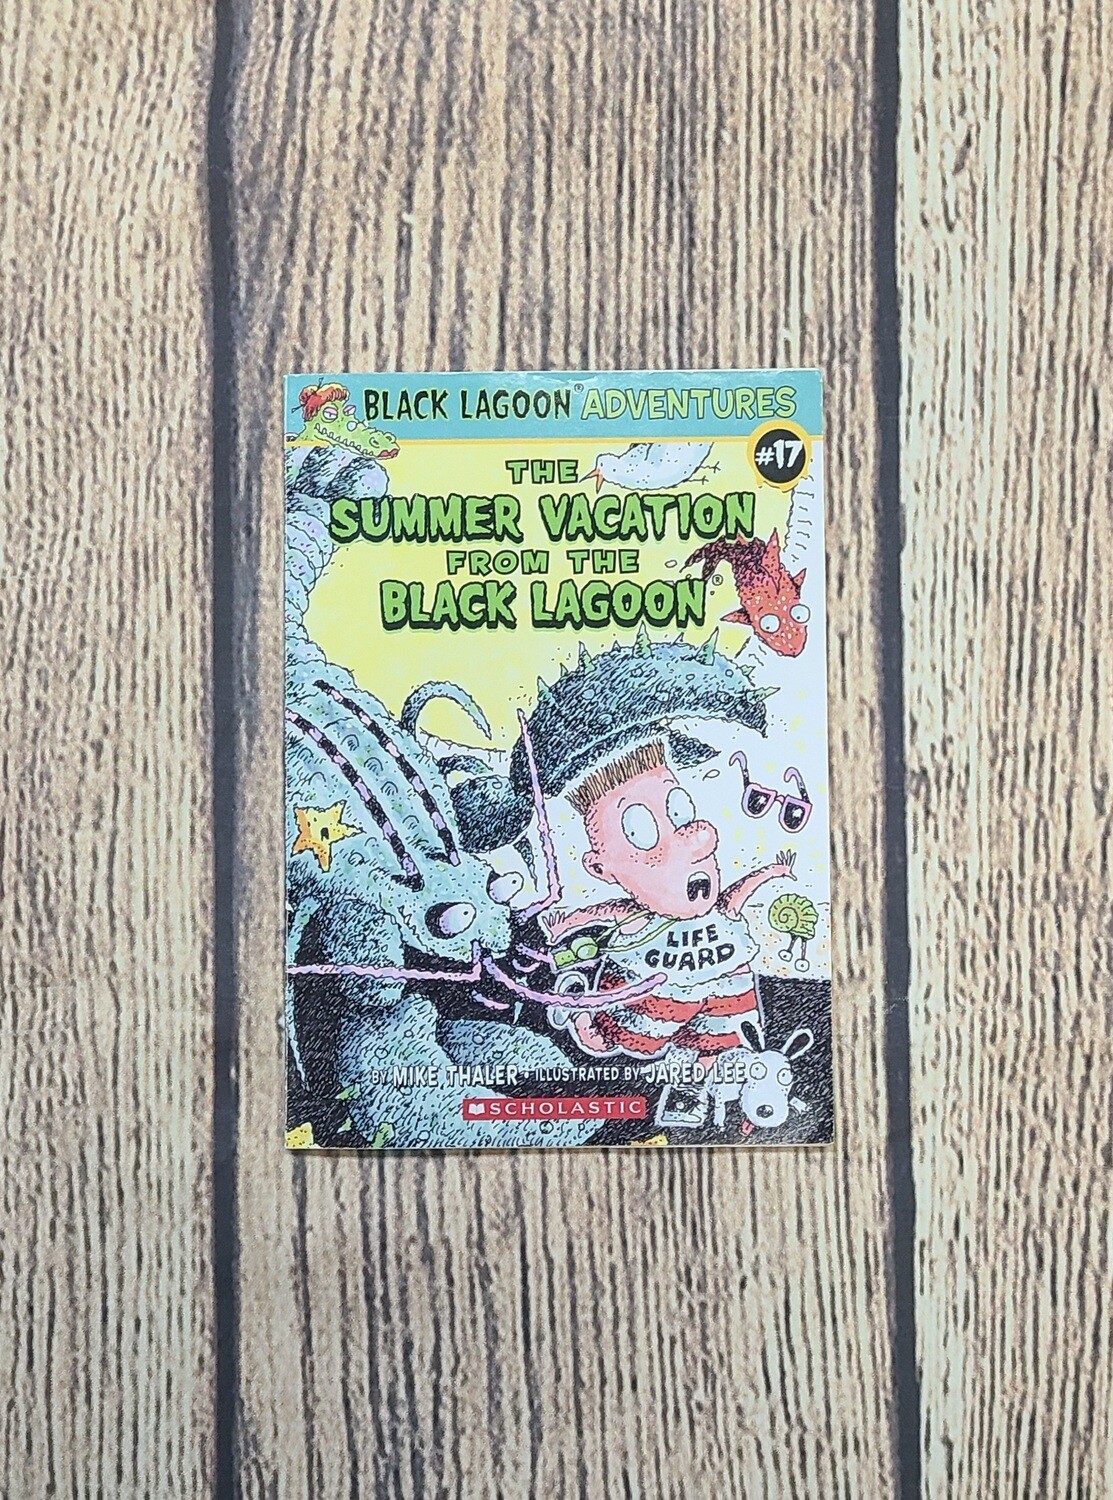 BLACK LAGOON® ADVENTURES
#17
THE
SUMMER VACATION
FROM THE
BLACK LAGOON®
LIFE
GUARD
BY MIKE THALER • ILLUSTRATED BY JARED LEE
SCHOLASTIC